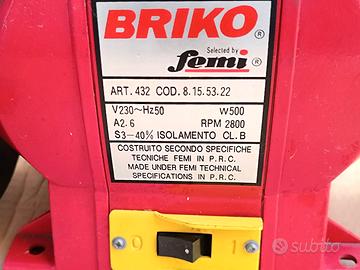 BRIKO®
Selected by
femi®
ART. 432 COD. 8.15.53.22
V230~Hz50 W500
A2.6 RPM 2800
S3-40% ISOLAMENTO CL.B
COSTRUITO SECONDO SPECIFICHE
TECNICHE FEMI IN P.R.C.
MADE UNDER FEMI TECHNICAL
SPECIFICATIONS IN P.R.C.
0 1
subito